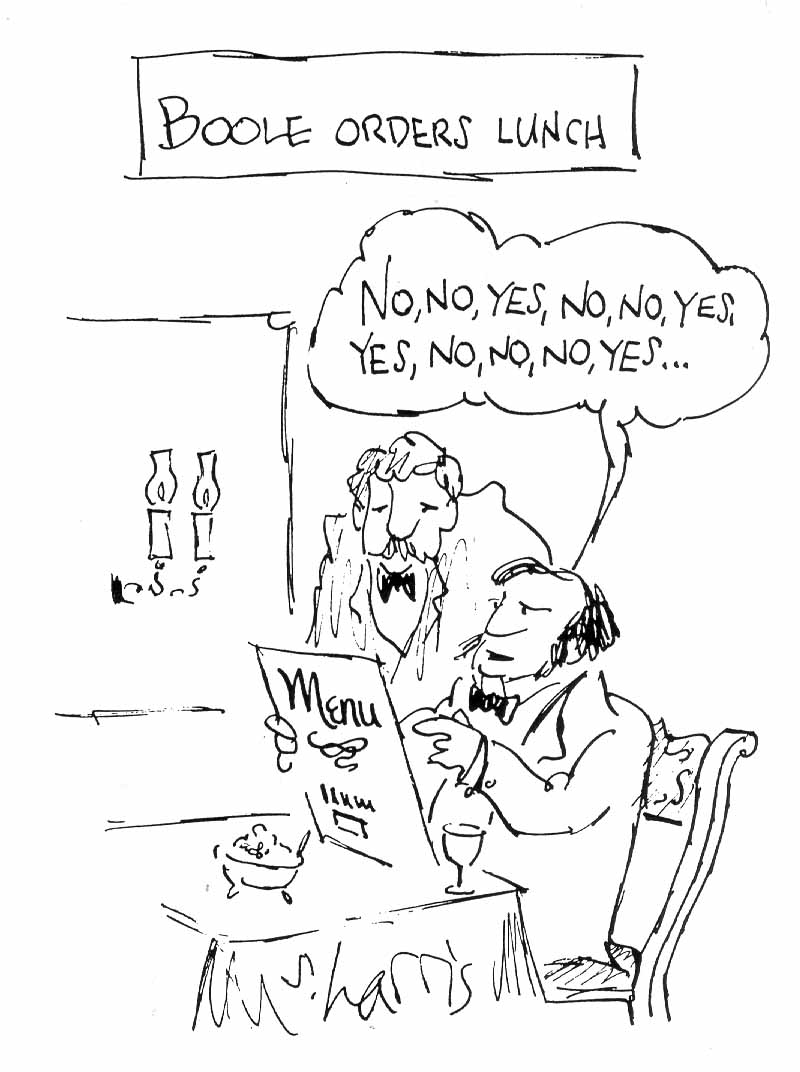 BOOLE ORDERS LUNCH
NO, NO, YES, NO, NO, YES,
YES, NO, NO, NO, YES...
MENU
S. harris